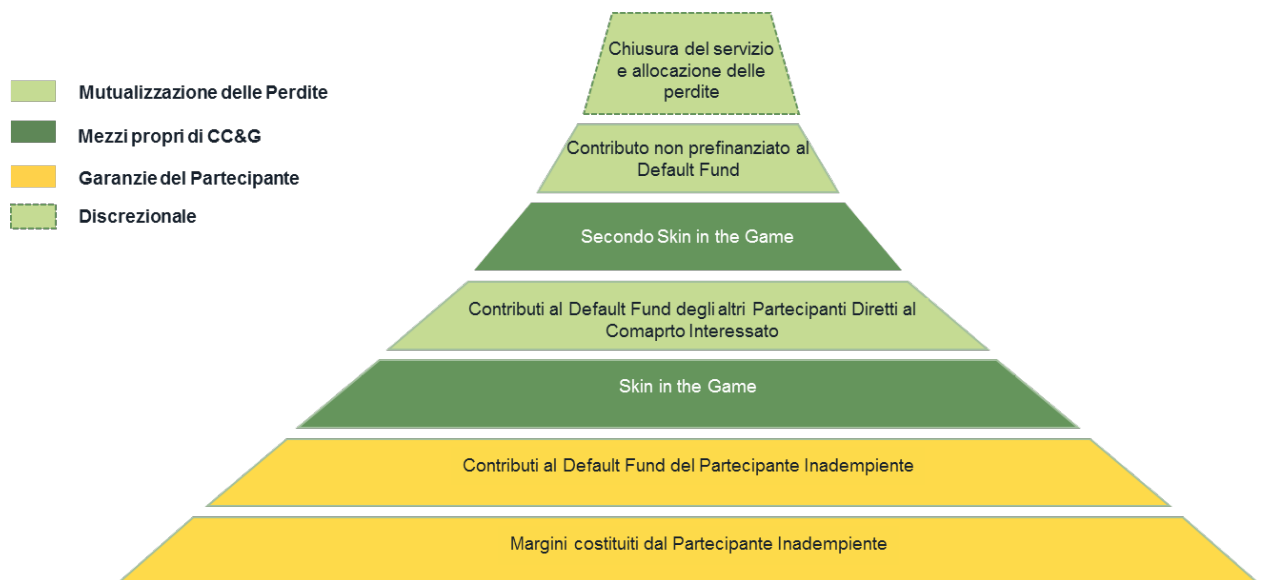 Chiusura del servizio
e allocazione delle
perdite
Mutualizzazione delle Perdite
Mezzi propri di CC&G
Garanzie del Partecipante
Discrezionale
Contributo non prefinanziato al
Default Fund
Secondo Skin in the Game
Contributi al Default Fund degli altri Partecipanti Diretti al
Comaprto Interessato
Skin in the Game
Contributi al Default Fund del Partecipante Inadempiente
Margini costituiti dal Partecipante Inadempiente